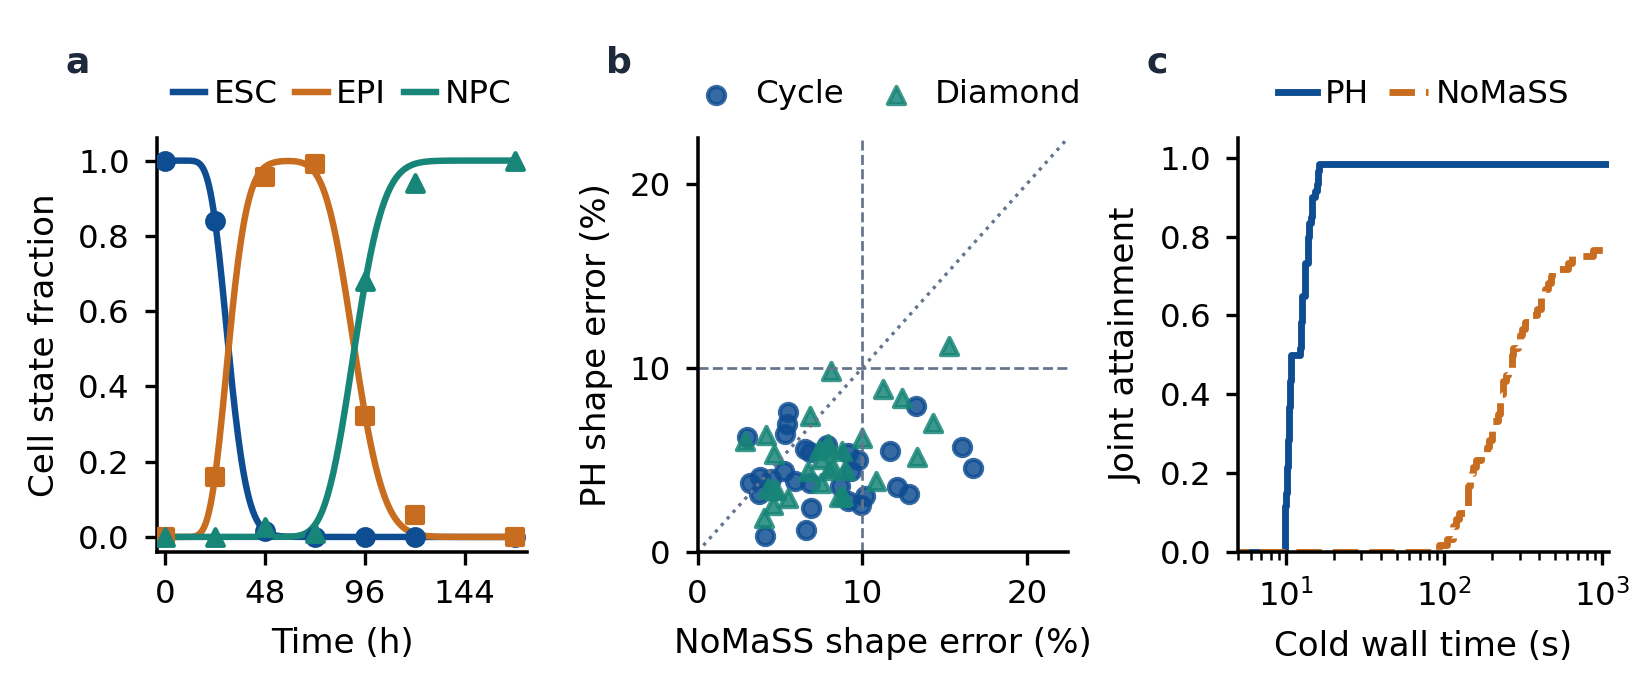 a
ESC EPI NPC
1.0
0.8
0.6
0.4
0.2
0.0
Cell state fraction
0 48 96 144
Time (h)
b
Cycle Diamond
20
10
0
PH shape error (%)
0 10 20
NoMaSS shape error (%)
c
PH NoMaSS
1.0
0.8
0.6
0.4
0.2
0.0
Joint attainment
10¹ 10² 10³
Cold wall time (s)